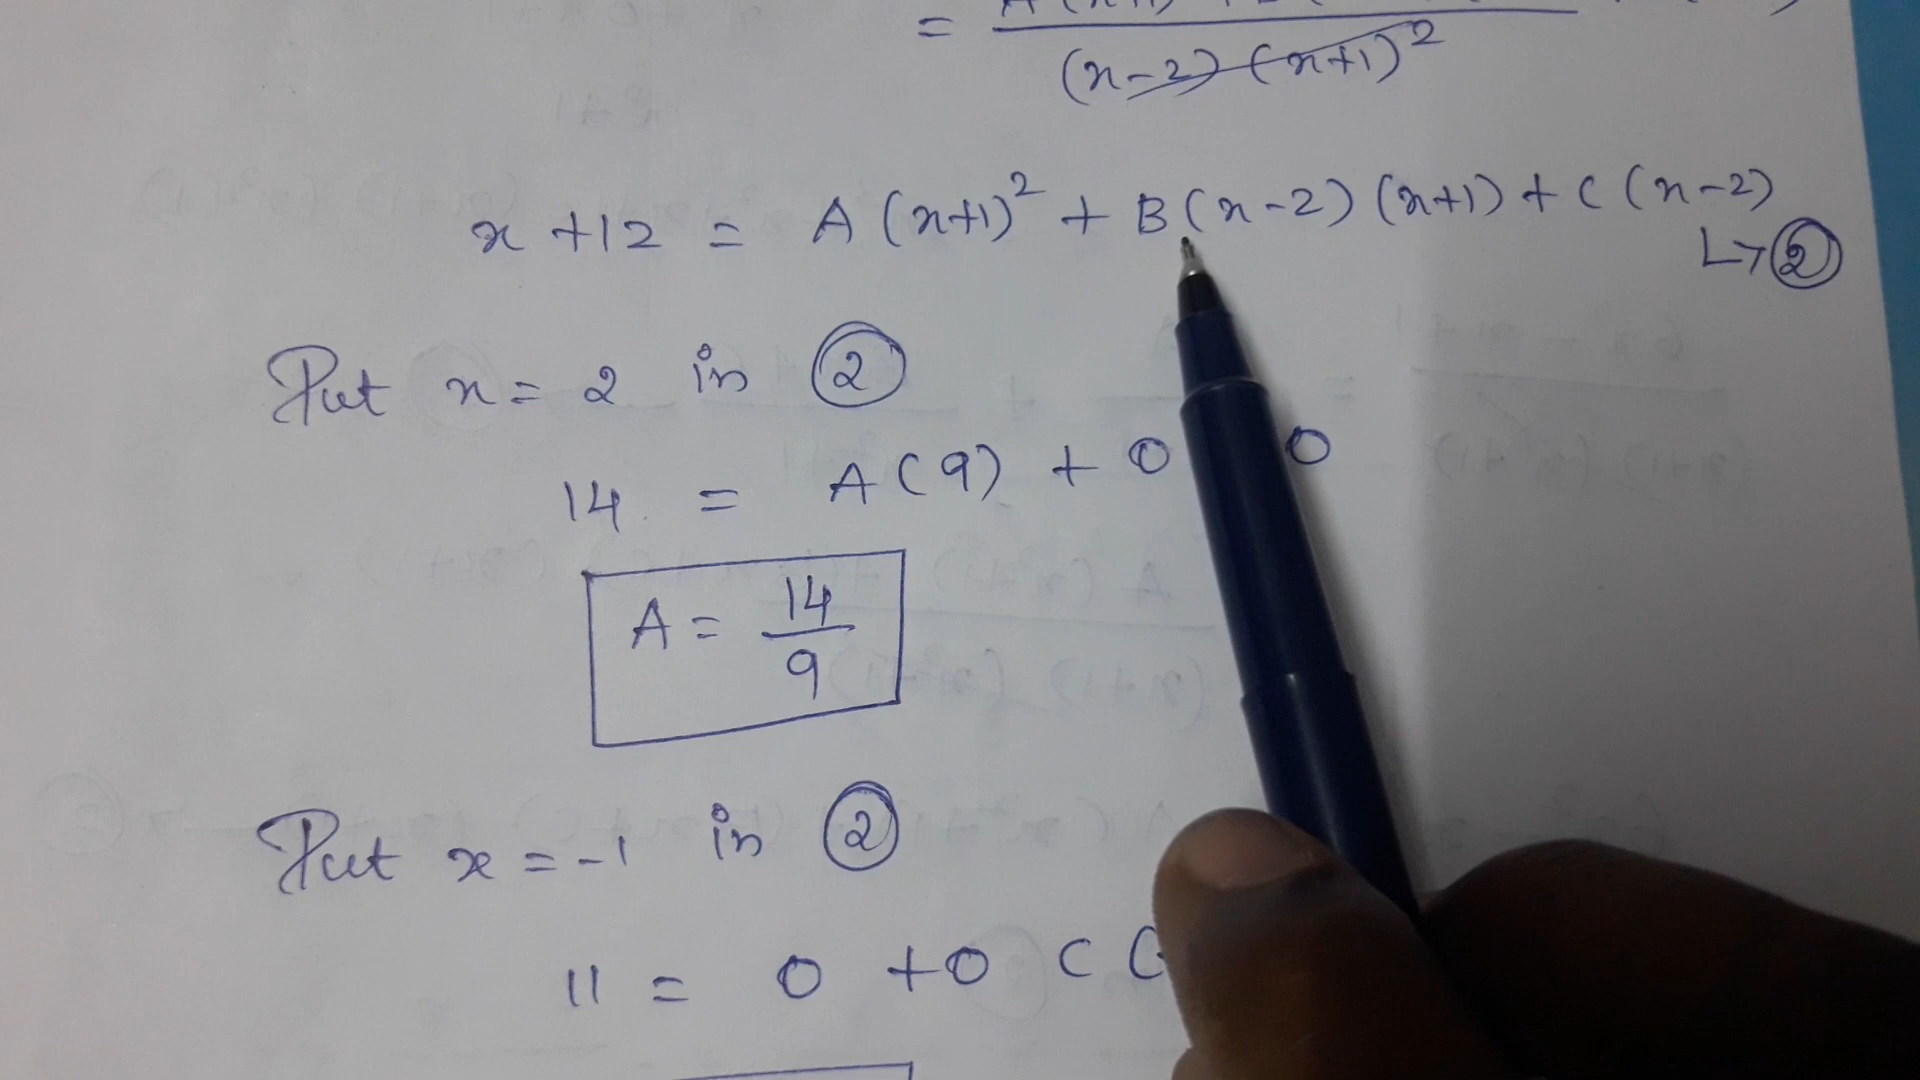 =
(x-2) (x+1)²
x +12 = A (x+1)² + B (x-2) (x+1) + C (x-2)
↳ ②
Put x = 2 in ②
14 = A (9) + 0 0
A = 14/9
Put x = -1 in ②
11 = 0 +0 C (